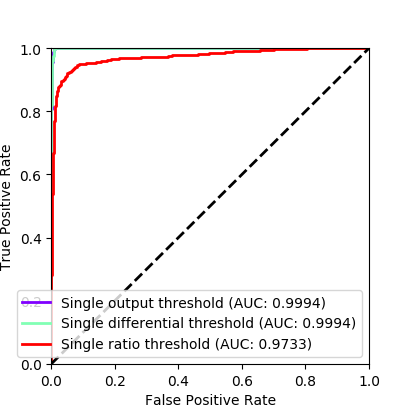 1.0
0.8
0.6
0.4
0.2
0.0
True Positive Rate
Single output threshold (AUC: 0.9994)
Single differential threshold (AUC: 0.9994)
Single ratio threshold (AUC: 0.9733)
0.0 0.2 0.4 0.6 0.8 1.0
False Positive Rate